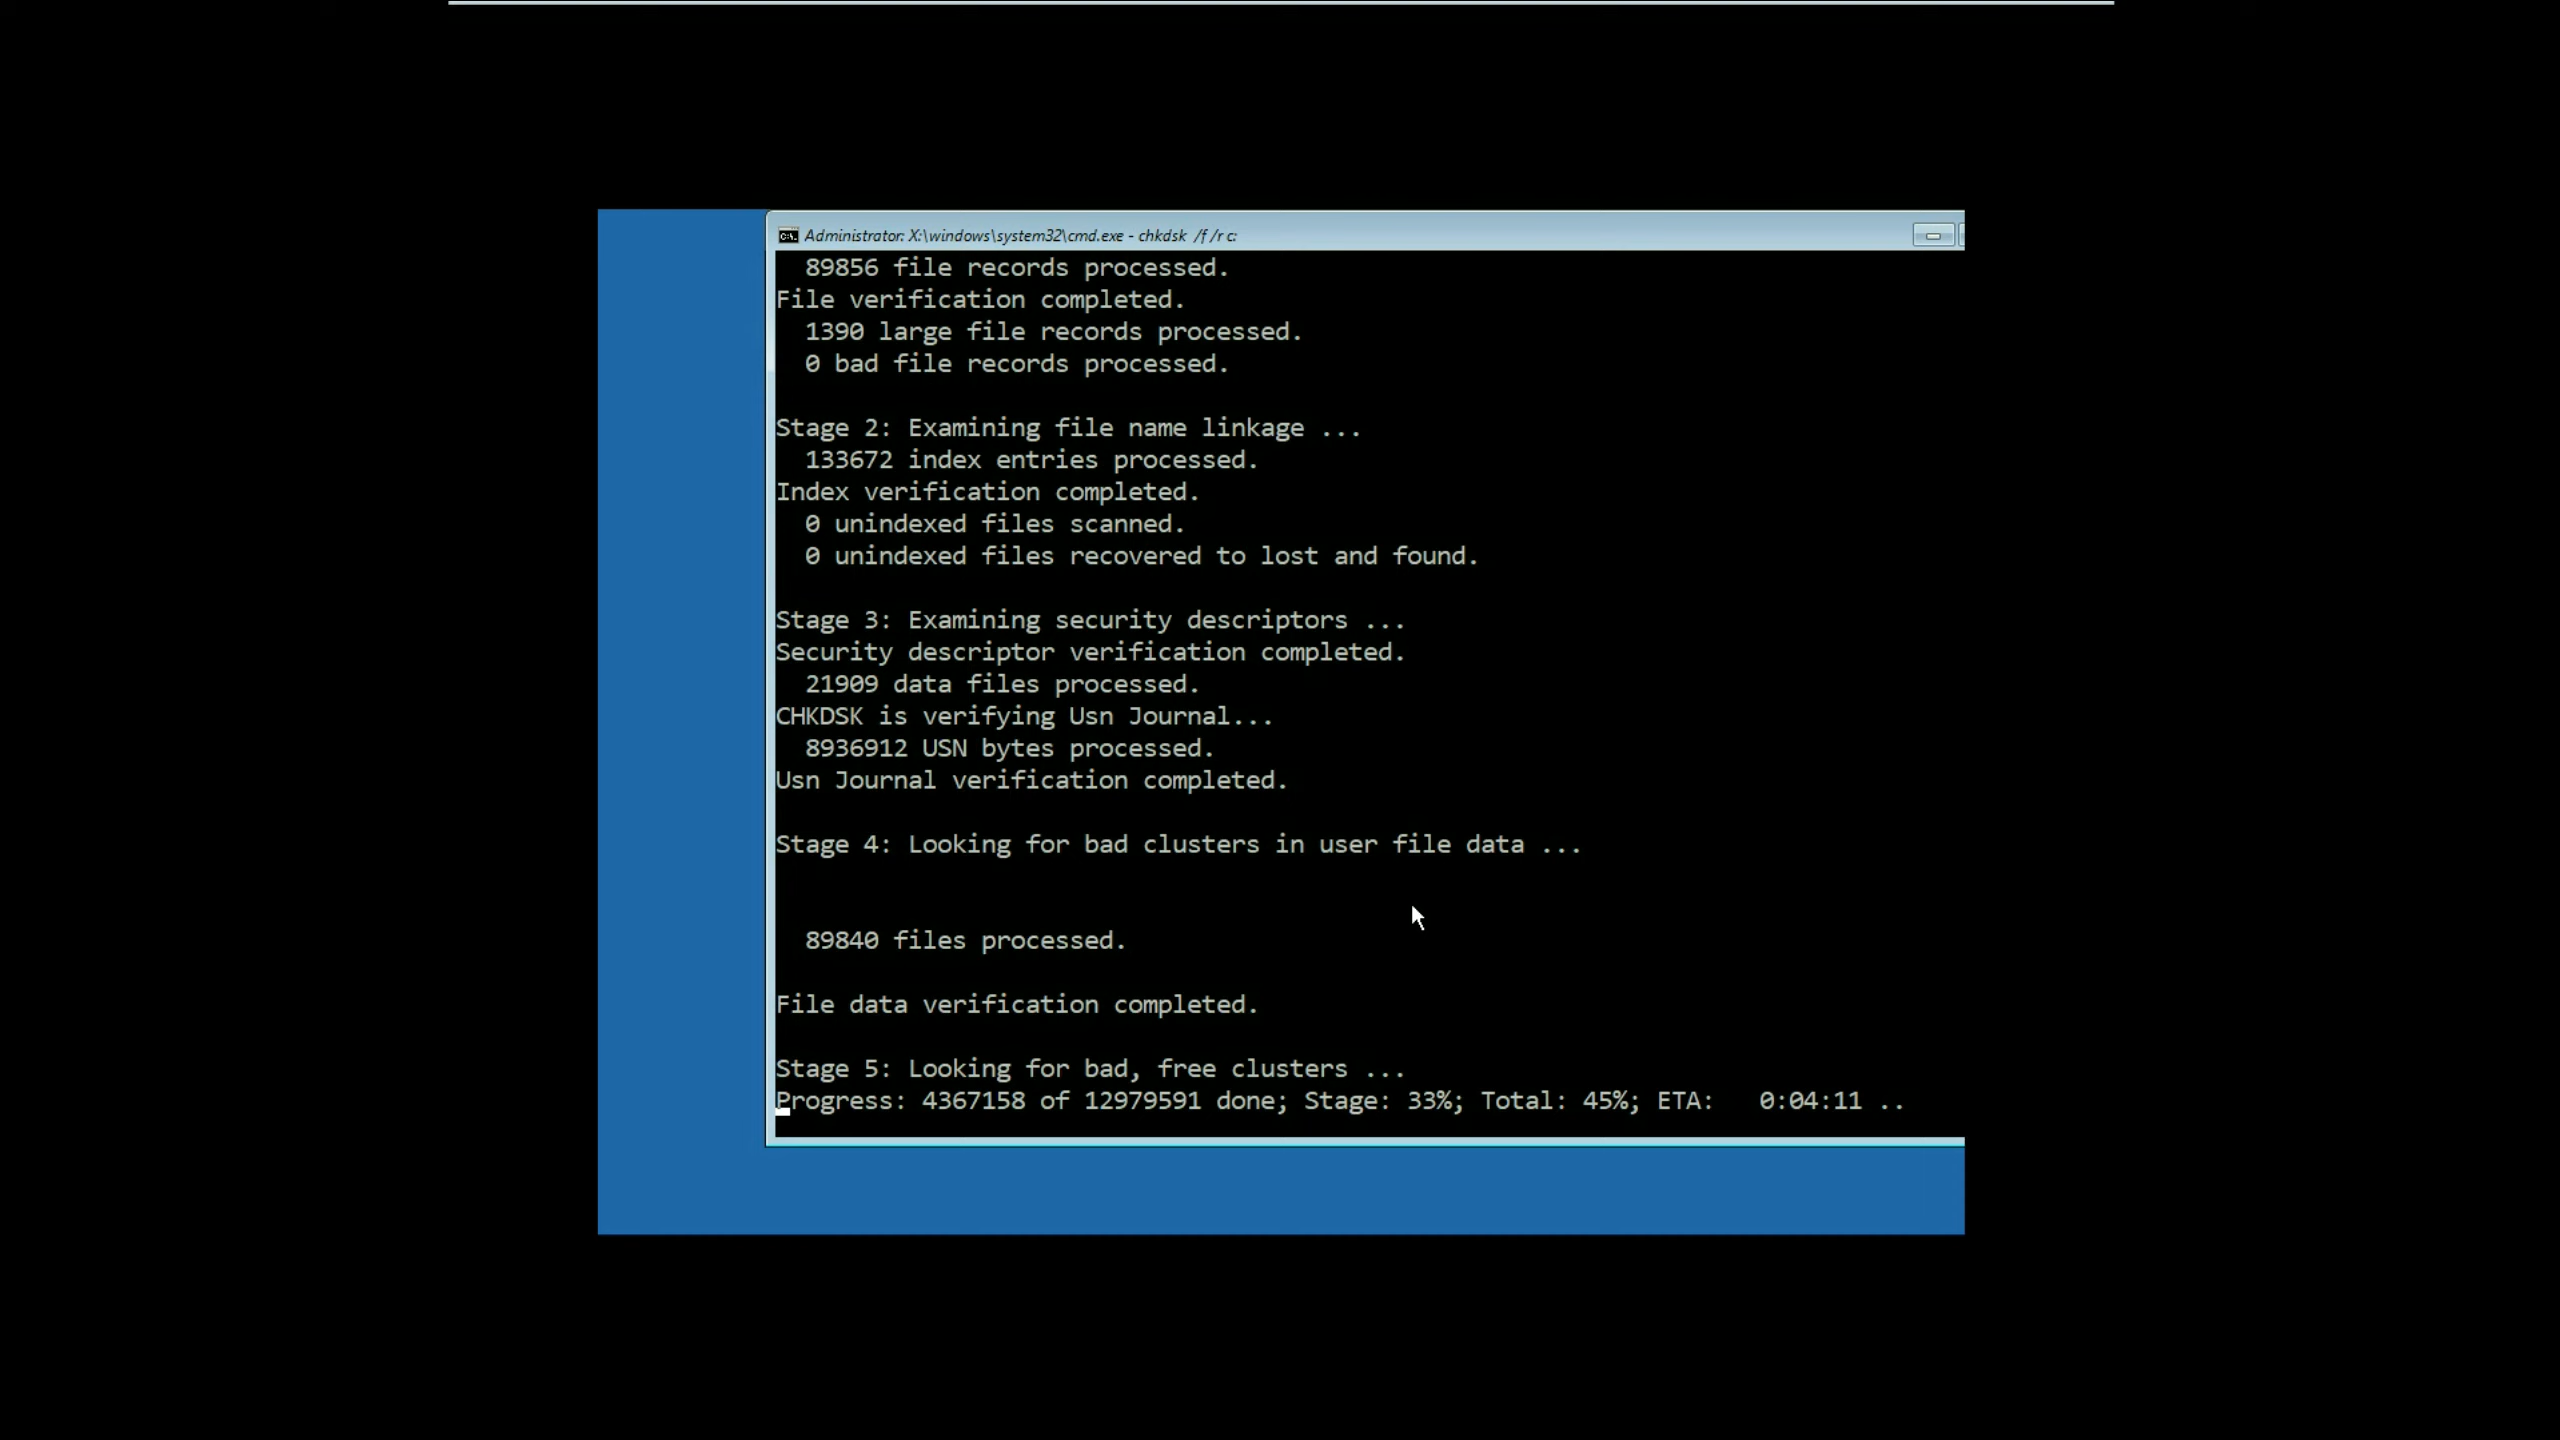 Administrator: X:\windows\system32\cmd.exe - chkdsk /f /r c:
89856 file records processed.
File verification completed.
1390 large file records processed.
0 bad file records processed.
Stage 2: Examining file name linkage ...
133672 index entries processed.
Index verification completed.
0 unindexed files scanned.
0 unindexed files recovered to lost and found.
Stage 3: Examining security descriptors ...
Security descriptor verification completed.
21909 data files processed.
CHKDSK is verifying Usn Journal...
8936912 USN bytes processed.
Usn Journal verification completed.
Stage 4: Looking for bad clusters in user file data ...
89840 files processed.
File data verification completed.
Stage 5: Looking for bad, free clusters ...
Progress: 4367158 of 12979591 done; Stage: 33%; Total: 45%; ETA:   0:04:11 ..